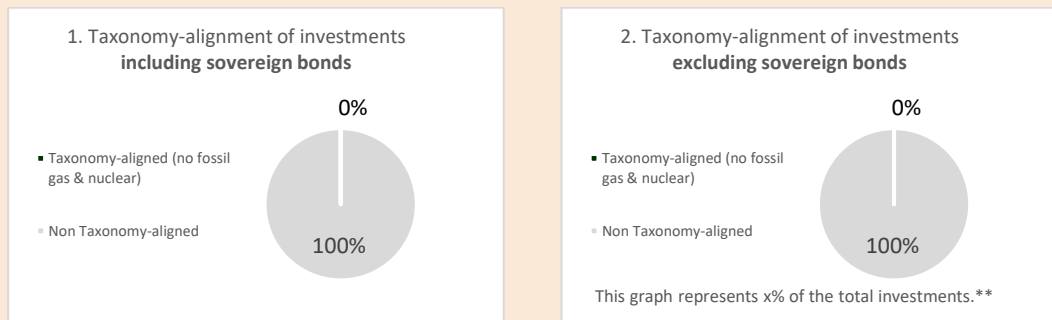 1. Taxonomy-alignment of investments
including sovereign bonds
0%
Taxonomy-aligned (no fossil
gas & nuclear)
Non Taxonomy-aligned
100%
2. Taxonomy-alignment of investments
excluding sovereign bonds
0%
Taxonomy-aligned (no fossil
gas & nuclear)
Non Taxonomy-aligned
100%
This graph represents x% of the total investments.**